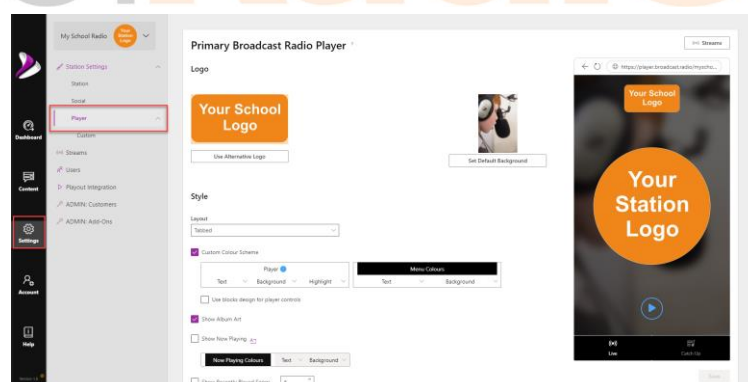 My School Radio
Your
Station
Logo
Station Settings
Station
Social
Player
Custom
Streams
Users
Playout Integration
ADMIN: Customers
ADMIN: Add-Ons
Dashboard
Content
Settings
Account
Help
Primary Broadcast Radio Player
Streams
Logo
Your School
Logo
Use Alternative Logo
Set Default Background
Style
Layout
Tabbed
Custom Colour Scheme
Player
Text Background Highlight
Menu Colours
Text Background
Use blocks design for player controls
Show Album Art
Show Now Playing
Now Playing Colours Text Background
https://player.broadcast.radio/myscho...
Your School
Logo
Your
Station
Logo
Live
Catch Up
Save